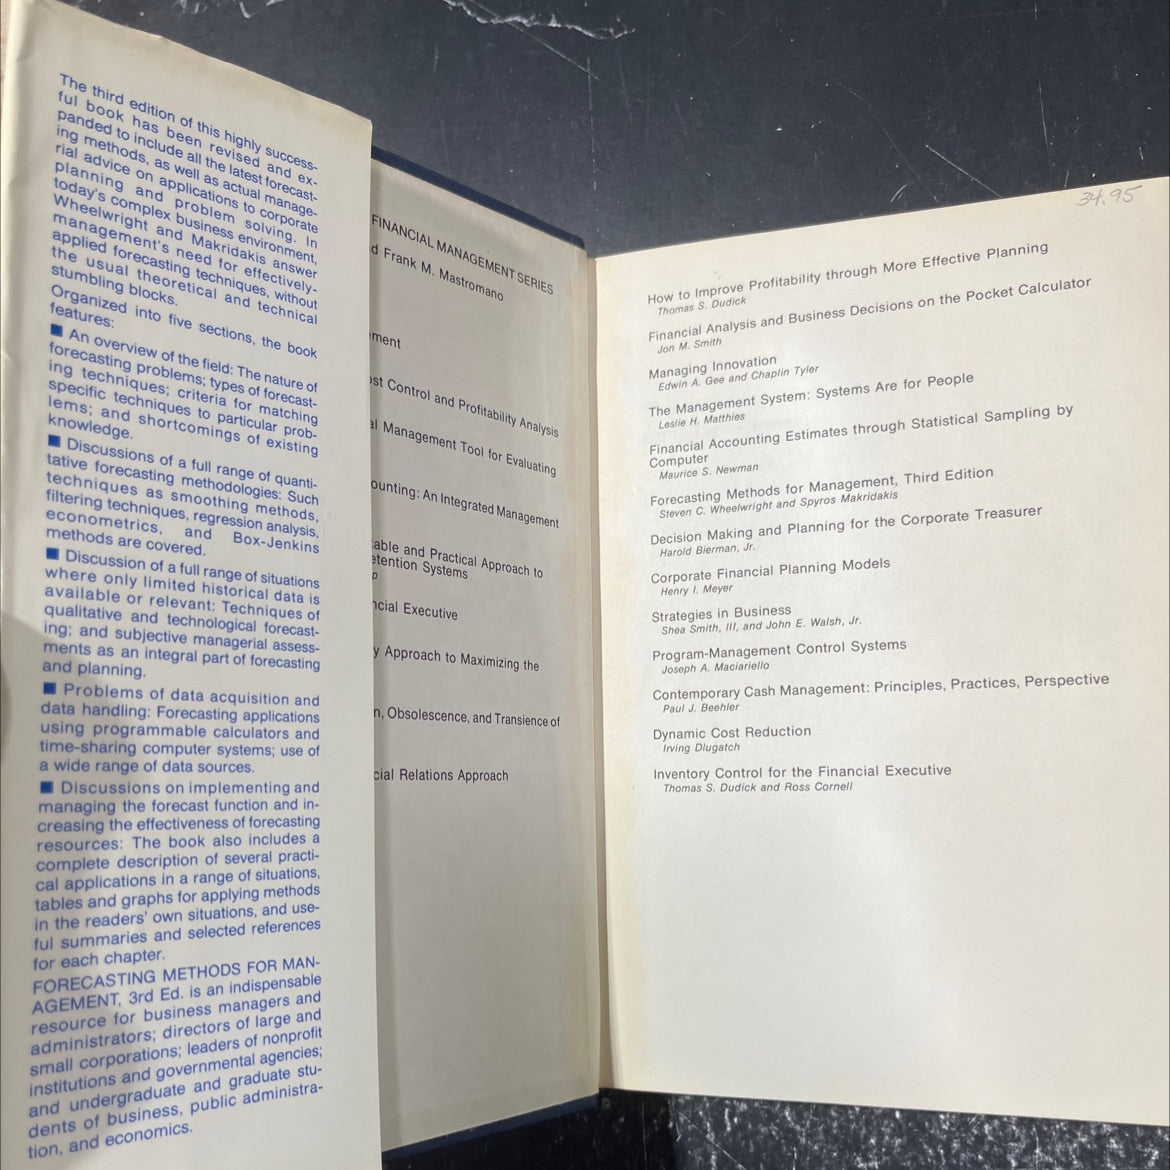 The third edition of this highly success-
ful book has been revised and ex-
panded to include all the latest forecast-
ing methods, as well as actual manage-
rial advice on applications to corporate
planning and problem solving. In
today's complex business environment,
Wheelwright and Makridakis answer
management's need for effectively-
applied forecasting techniques, without
the usual theoretical and technical
stumbling blocks.
Organized into five sections, the book
features:
■ An overview of the field: The nature of
forecasting problems; types of forecast-
ing techniques; criteria for matching
specific techniques to particular prob-
lems; and shortcomings of existing
knowledge.
■ Discussions of a full range of quanti-
tative forecasting methodologies: Such
techniques as smoothing methods,
filtering techniques, regression analysis,
econometrics, and Box-Jenkins
methods are covered.
■ Discussion of a full range of situations
where only limited historical data is
available or relevant: Techniques of
qualitative and technological forecast-
ing; and subjective managerial assess-
ments as an integral part of forecasting
and planning.
■ Problems of data acquisition and
data handling: Forecasting applications
using programmable calculators and
time-sharing computer systems; use of
a wide range of data sources.
■ Discussions on implementing and
managing the forecast function and in-
creasing the effectiveness of forecasting
resources: The book also includes a
complete description of several practi-
cal applications in a range of situations,
tables and graphs for applying methods
in the readers' own situations, and use-
ful summaries and selected references
for each chapter.
FORECASTING METHODS FOR MAN-
AGEMENT, 3rd Ed. is an indispensable
resource for business managers and
administrators; directors of large and
small corporations; leaders of nonprofit
institutions and governmental agencies;
and undergraduate and graduate stu-
dents of business, public administra-
tion, and economics.
FINANCIAL MANAGEMENT SERIES
d Frank M. Mastromano
ment
ost Control and Profitability Analysis
al Management Tool for Evaluating
ounting: An Integrated Management
able and Practical Approach to
etention Systems
p
ncial Executive
y Approach to Maximizing the
n, Obsolescence, and Transience of
cial Relations Approach
34.95
How to Improve Profitability through More Effective Planning
Thomas S. Dudick
Financial Analysis and Business Decisions on the Pocket Calculator
Jon M. Smith
Managing Innovation
Edwin A. Gee and Chaplin Tyler
The Management System: Systems Are for People
Leslie H. Matthies
Financial Accounting Estimates through Statistical Sampling by
Computer
Maurice S. Newman
Forecasting Methods for Management, Third Edition
Steven C. Wheelwright and Spyros Makridakis
Decision Making and Planning for the Corporate Treasurer
Harold Bierman, Jr.
Corporate Financial Planning Models
Henry I. Meyer
Strategies in Business
Shea Smith, III, and John E. Walsh, Jr.
Program-Management Control Systems
Joseph A. Maciariello
Contemporary Cash Management: Principles, Practices, Perspective
Paul J. Beehler
Dynamic Cost Reduction
Irving Dlugatch
Inventory Control for the Financial Executive
Thomas S. Dudick and Ross Cornell